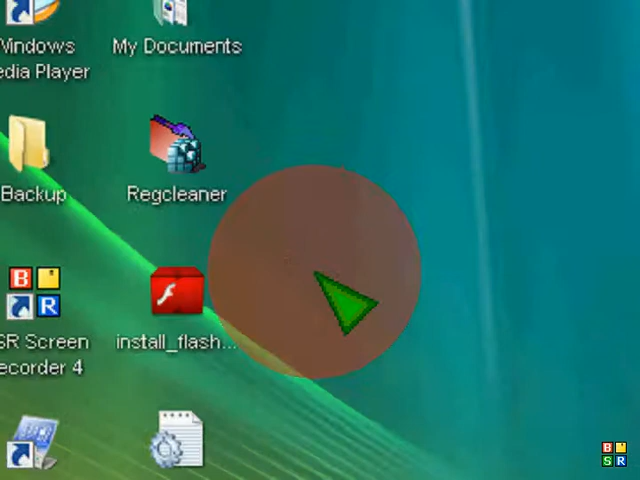 Windows
edia Player
My Documents
Backup
Regcleaner
SR Screen
ecorder 4
install_flash...
B
R
B
S R